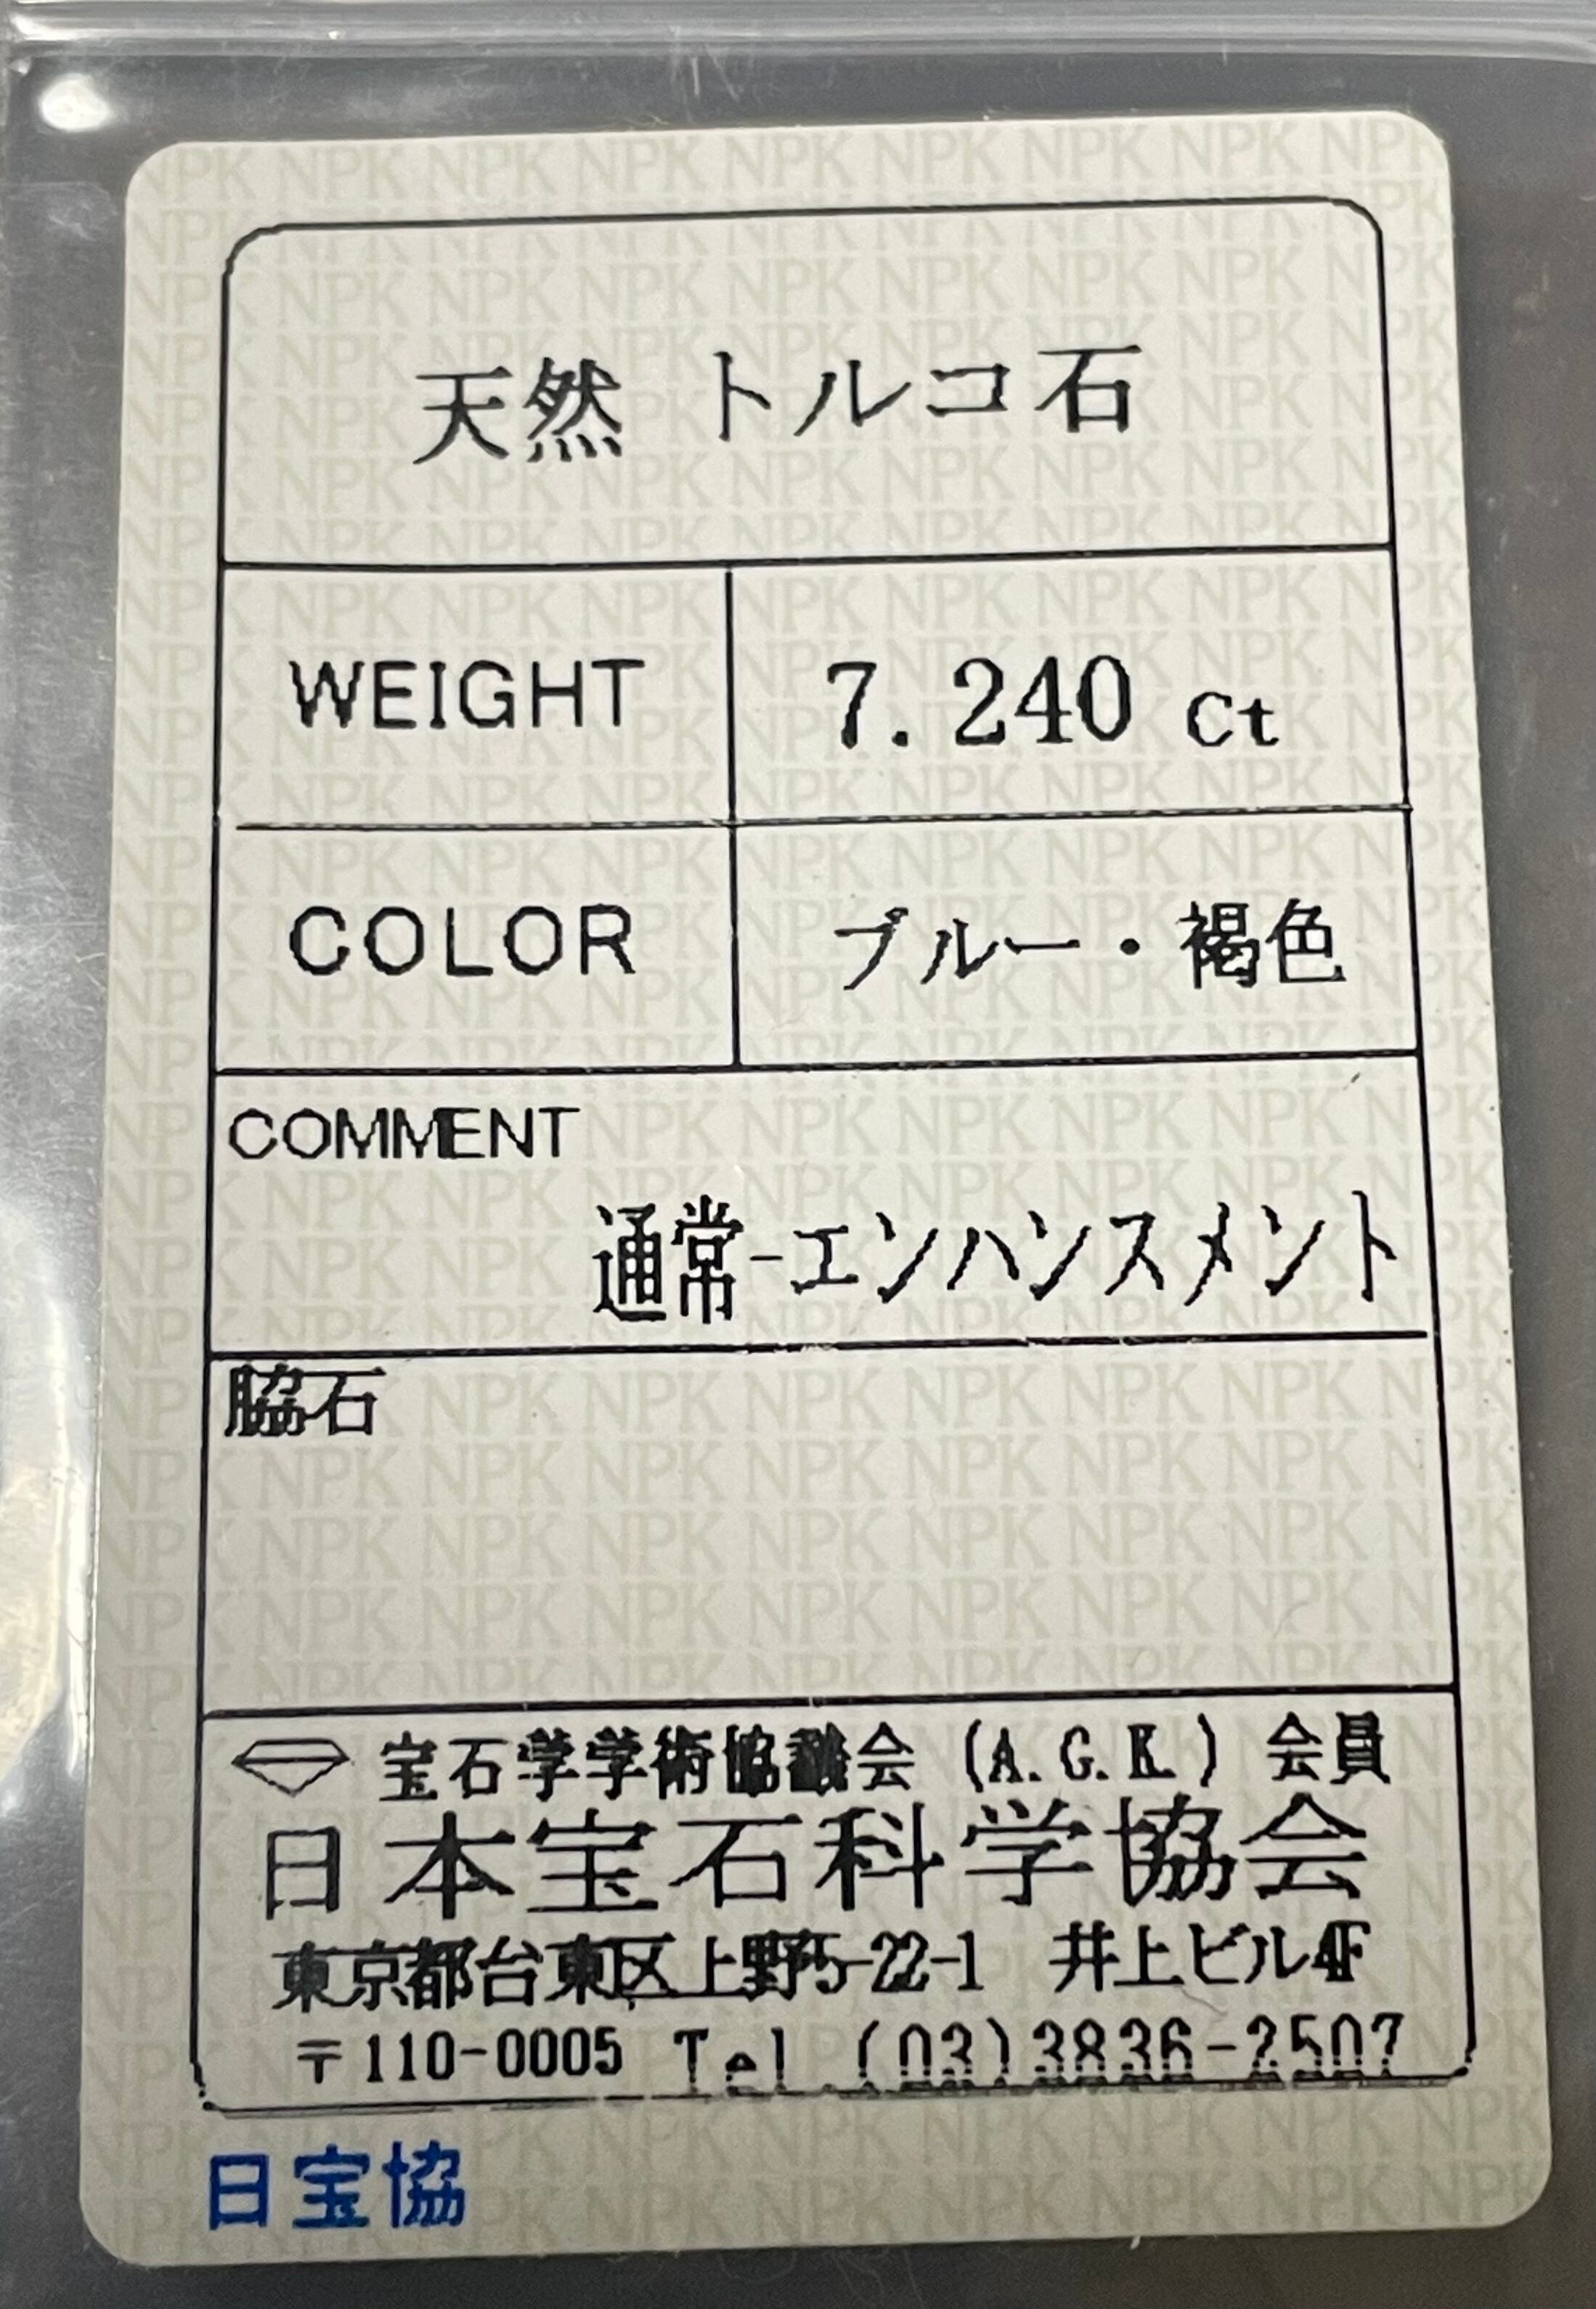 天然 トルコ石
WEIGHT 7.240 ct
COLOR ブルー・褐色
COMMENT
通常-エンハンスメント
脇石
宝石学学術協議会 (A.G.K.) 会員
日本宝石科学協会
東京都台東区上野5-22-1 井上ビル4F
〒110-0005 Tel.(03)3836-2507
日宝協